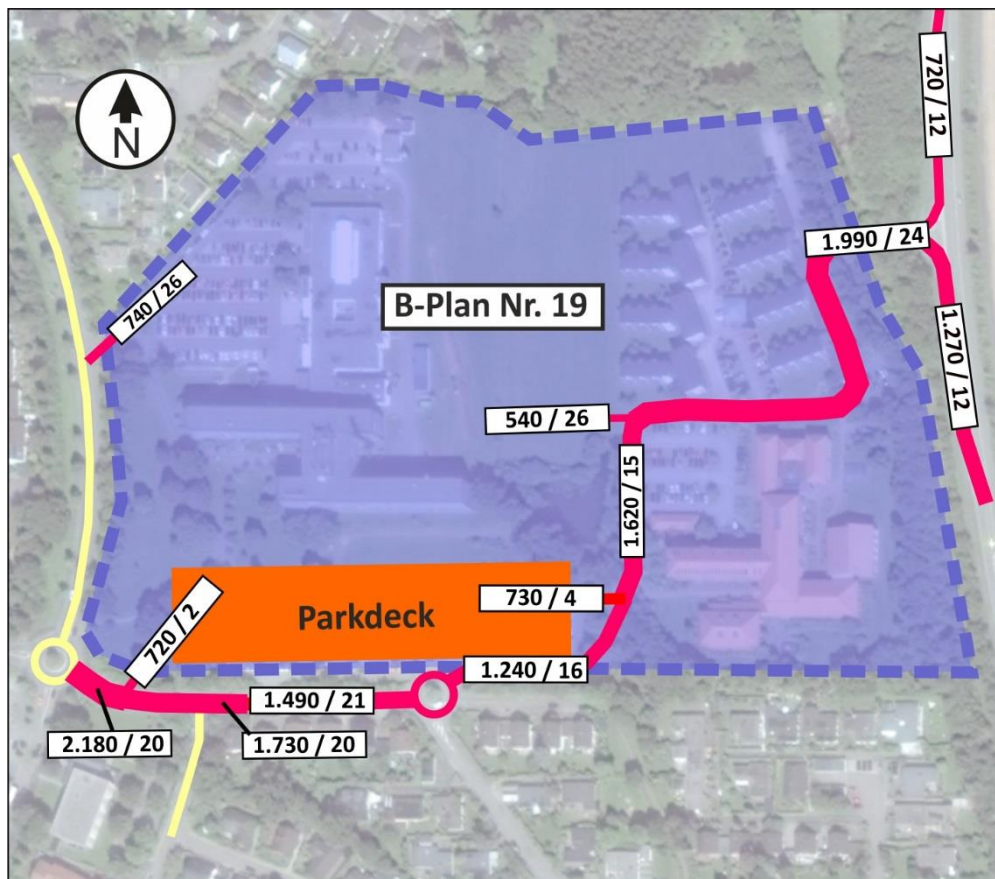 N
720 / 12
1.990 / 24
740 / 26
B-Plan Nr. 19
1.270 / 12
540 / 26
1.620 / 15
730 / 4
Parkdeck
720 / 2
1.240 / 16
1.490 / 21
2.180 / 20
1.730 / 20